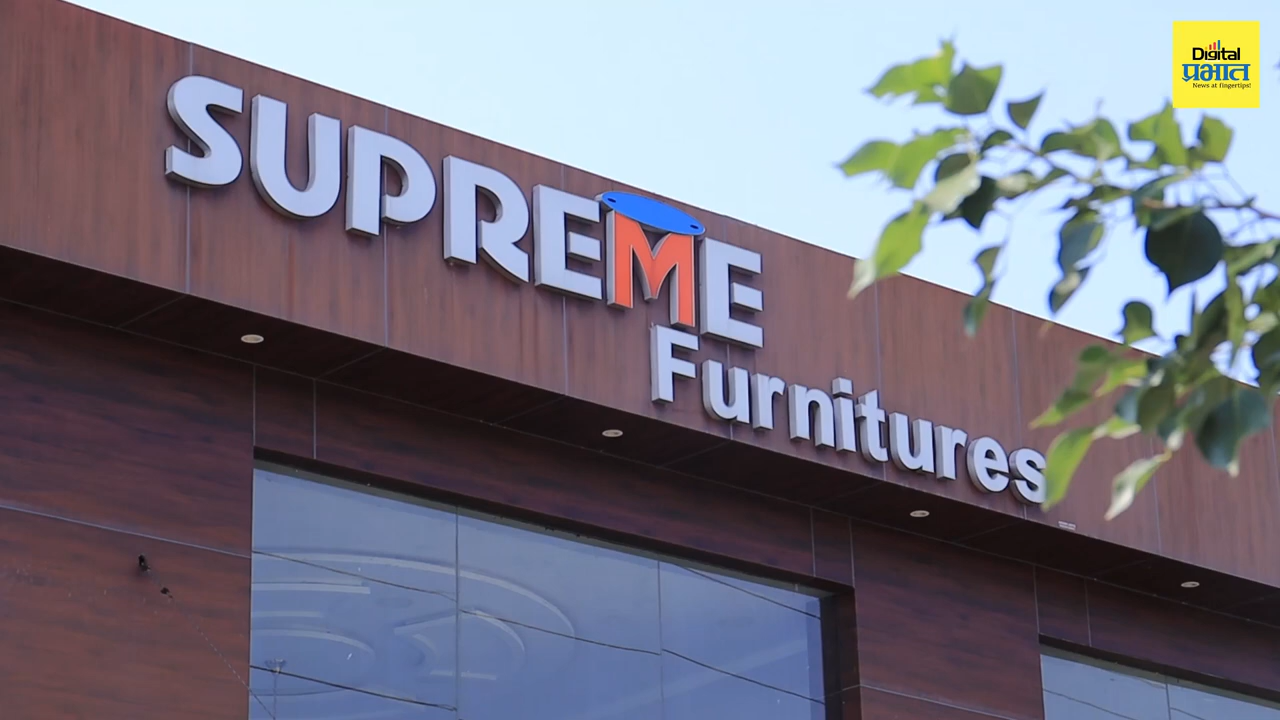 SUPREME
Furnitures
Digital
प्रभात
News at fingertips!